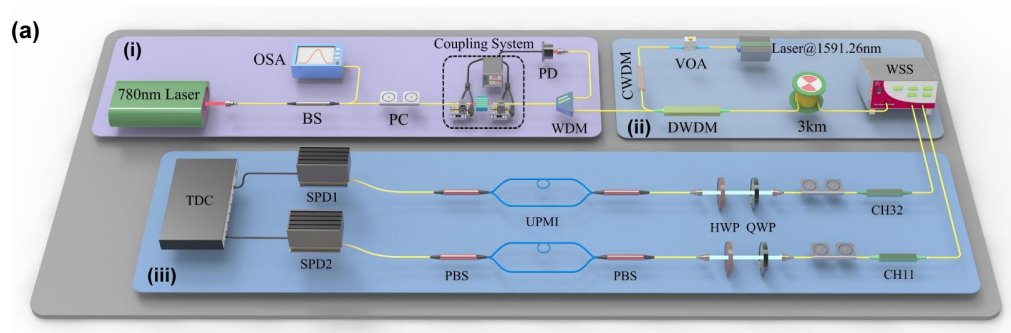 (a)
(i)
OSA
780nm Laser
BS
PC
Coupling System
PD
WDM
CWDM
VOA
Laser@1591.26nm
WSS
(ii)
DWDM
3km
TDC
SPD1
UPMI
HWP QWP
CH32
SPD2
(iii)
PBS
PBS
CH11